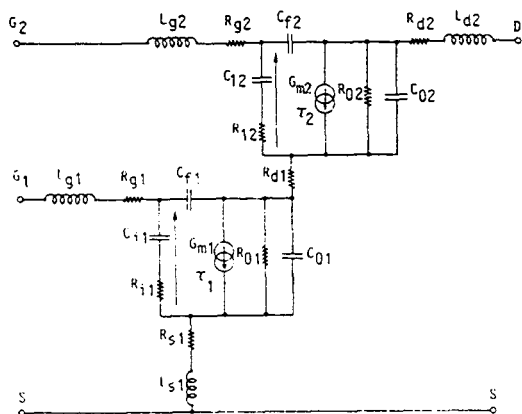 G2 Lg2 Rg2 Cf2 Rd2 Ld2 D
C12 Gm2 R02 C02
R12 τ2
Rd1
G1 lg1 Rg1 Cf1
Ci1 Gm1 R01 C01
Ri1 τ1
Rs1
ls1
S S